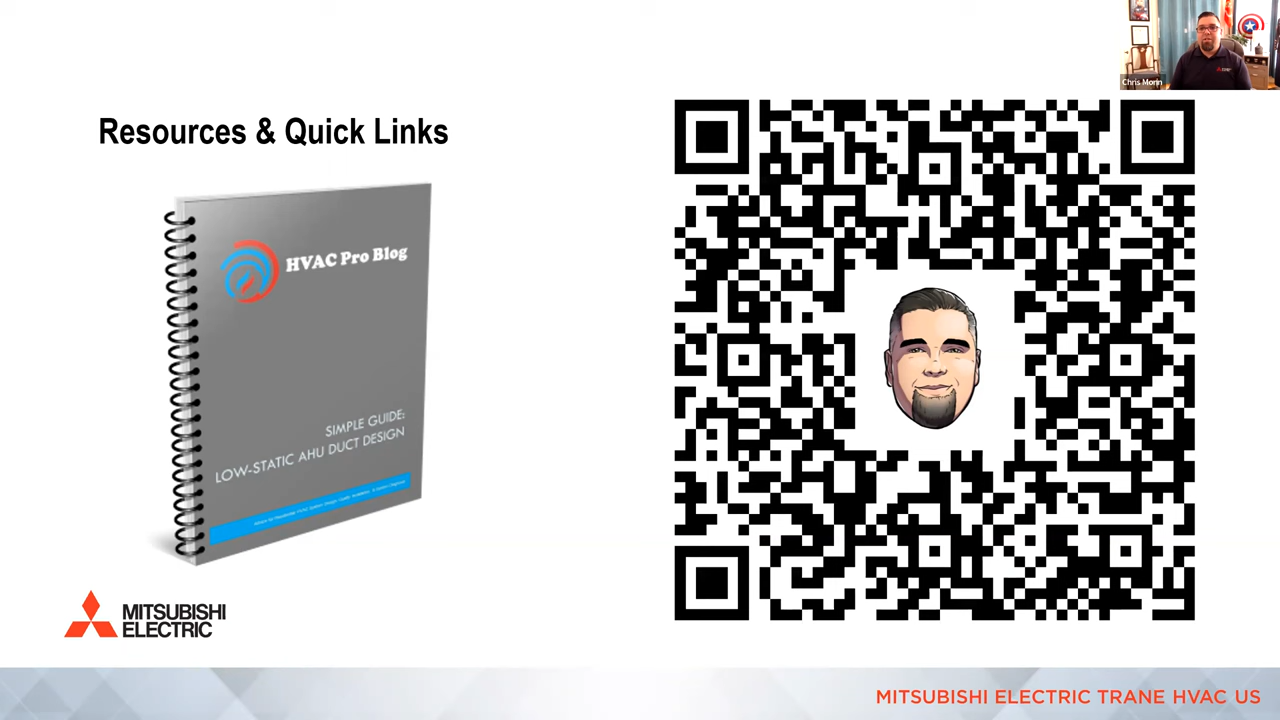 Chris Morin
Resources & Quick Links
HVAC Pro Blog
SIMPLE GUIDE:
LOW-STATIC AHU DUCT DESIGN
MITSUBISHI
ELECTRIC
MITSUBISHI ELECTRIC TRANE HVAC US